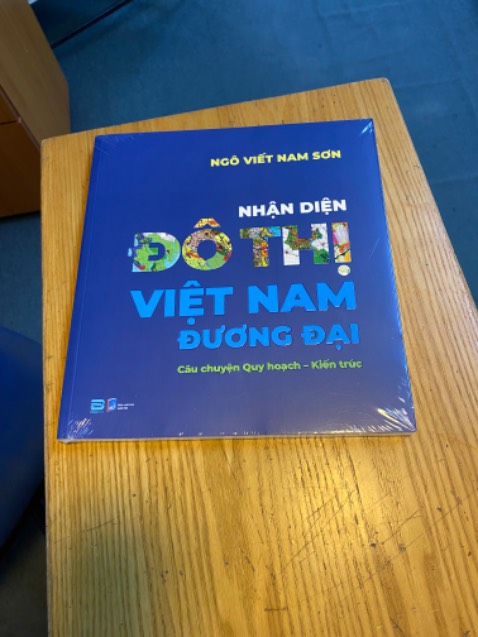 NGÔ VIẾT NAM SƠN
NHẬN DIỆN
ĐÔ THỊ
VIỆT NAM
ĐƯƠNG ĐẠI
Câu chuyện Quy hoạch – Kiến trúc